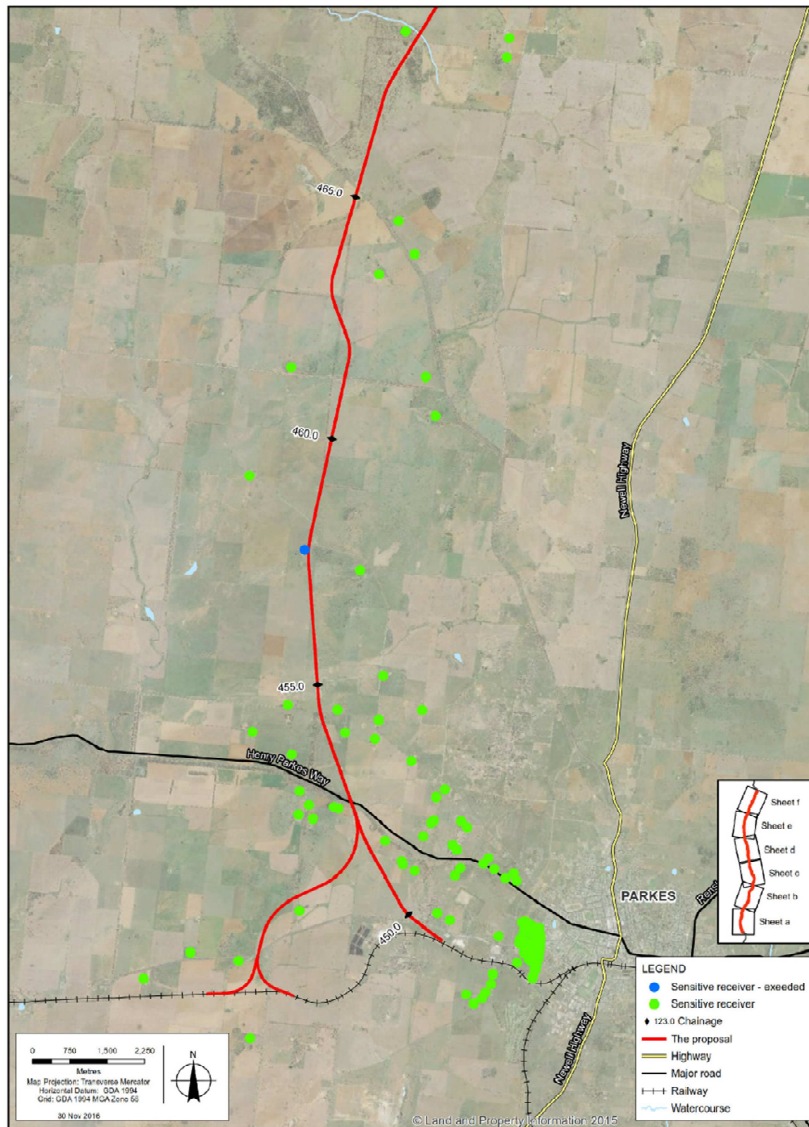 465.0
460.0
Newell Highway
455.0
Henry Parkes Way
Sheet f
Sheet e
Sheet d
Sheet c
Sheet b
Sheet a
PARKES
450.0
LEGEND
Sensitive receiver - exeeded
Sensitive receiver
123.0 Chainage
The proposal
Highway
Major road
Railway
Watercourse
Newell Highway
0 750 1,500 2,250
Metres
Map Projection: Transverse Mercator
Horizontal Datum: GDA 1994
Grid: GDA 1994 MGA Zone 55
N
30 Nov 2016
© Land and Property Information 2015